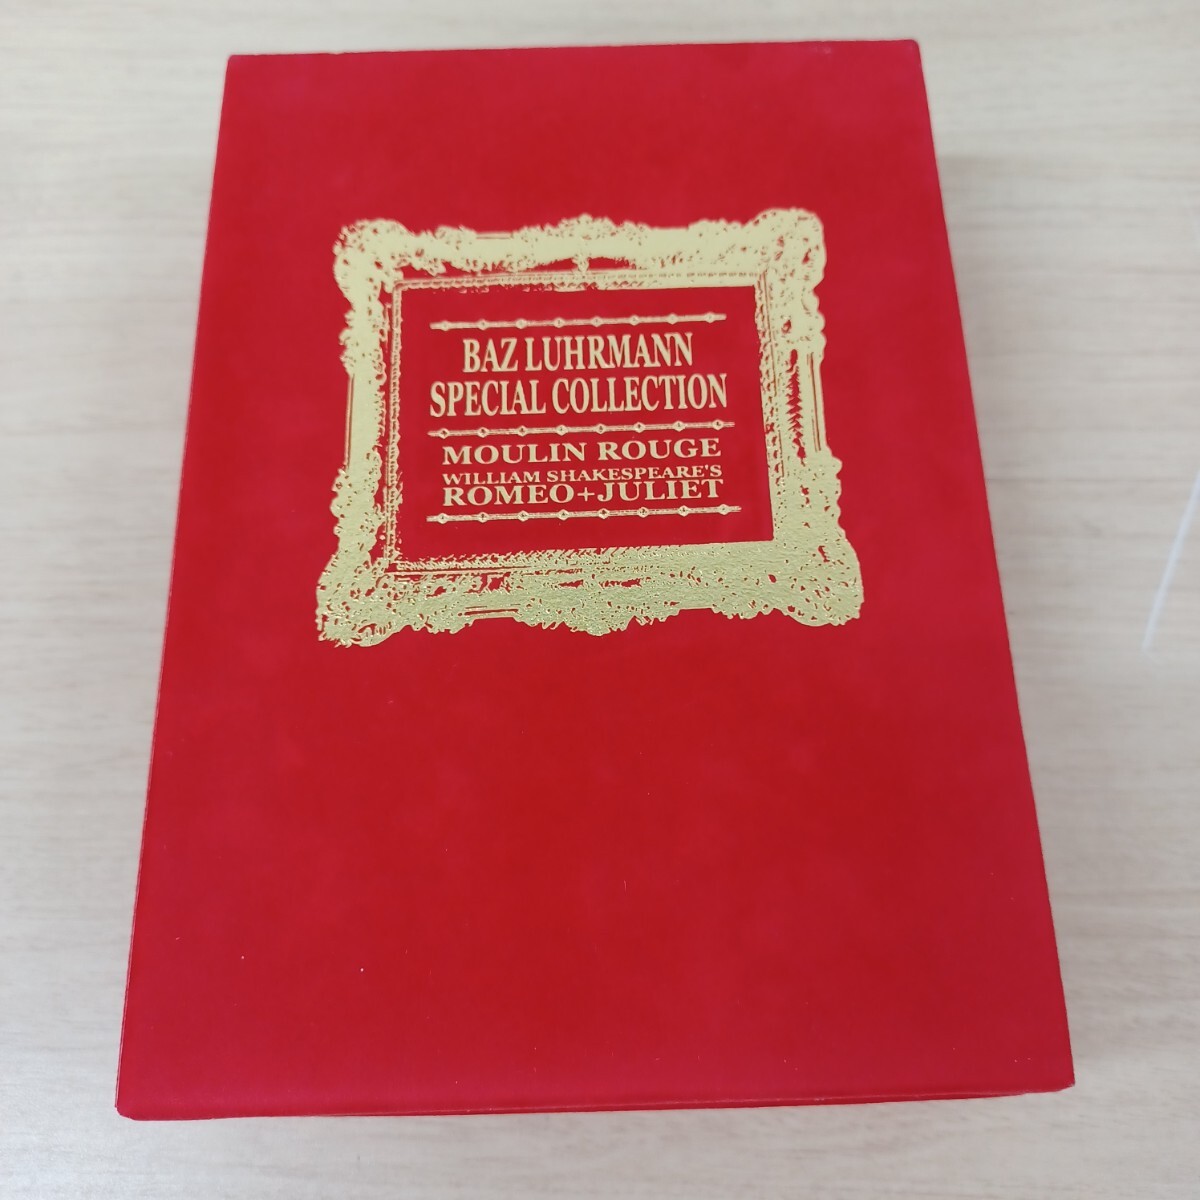 BAZ LUHRMANN
SPECIAL COLLECTION
MOULIN ROUGE
WILLIAM SHAKESPEARE'S
ROMEO+JULIET